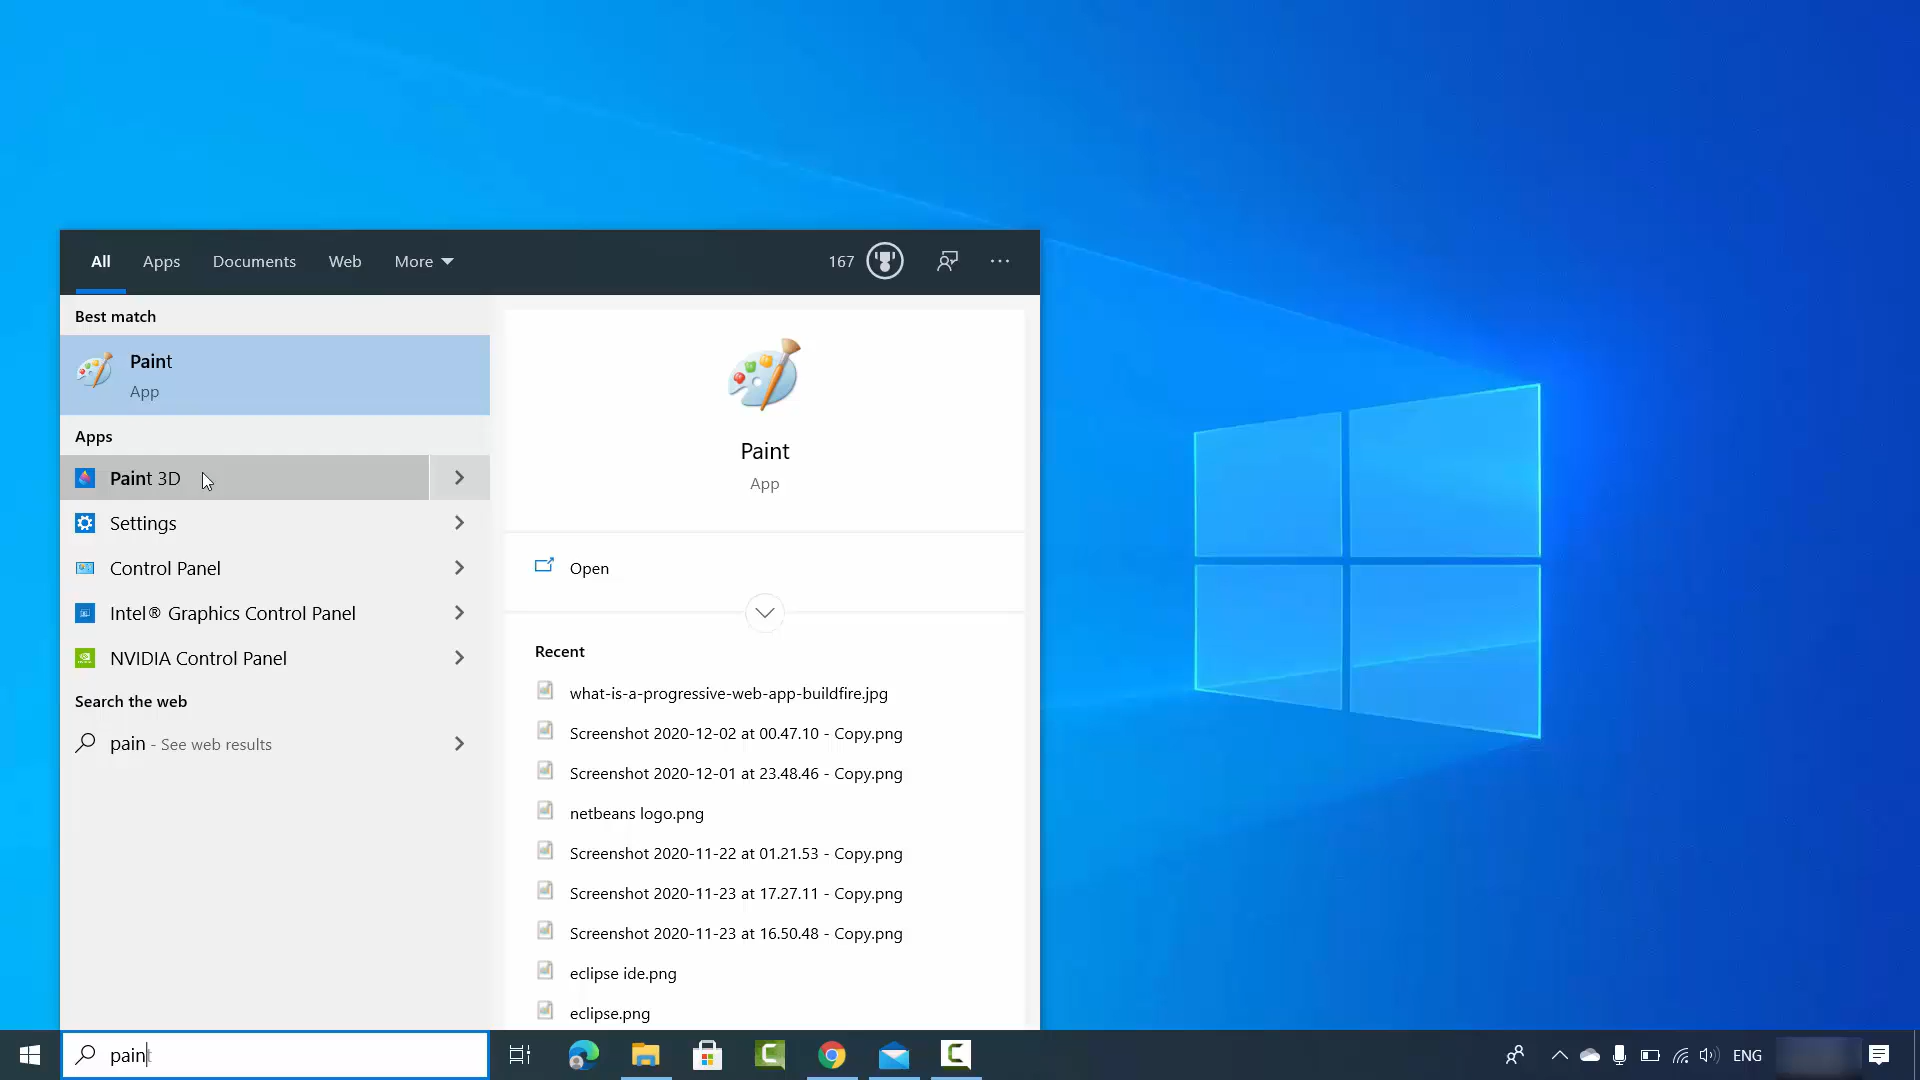 All Apps Documents Web More 167
Best match
Paint
App
Apps
Paint 3D
Settings
Control Panel
Intel® Graphics Control Panel
NVIDIA Control Panel
Search the web
pain - See web results
Paint
App
Open
Recent
what-is-a-progressive-web-app-buildfire.jpg
Screenshot 2020-12-02 at 00.47.10 - Copy.png
Screenshot 2020-12-01 at 23.48.46 - Copy.png
netbeans logo.png
Screenshot 2020-11-22 at 01.21.53 - Copy.png
Screenshot 2020-11-23 at 17.27.11 - Copy.png
Screenshot 2020-11-23 at 16.50.48 - Copy.png
eclipse ide.png
eclipse.png
paint
ENG